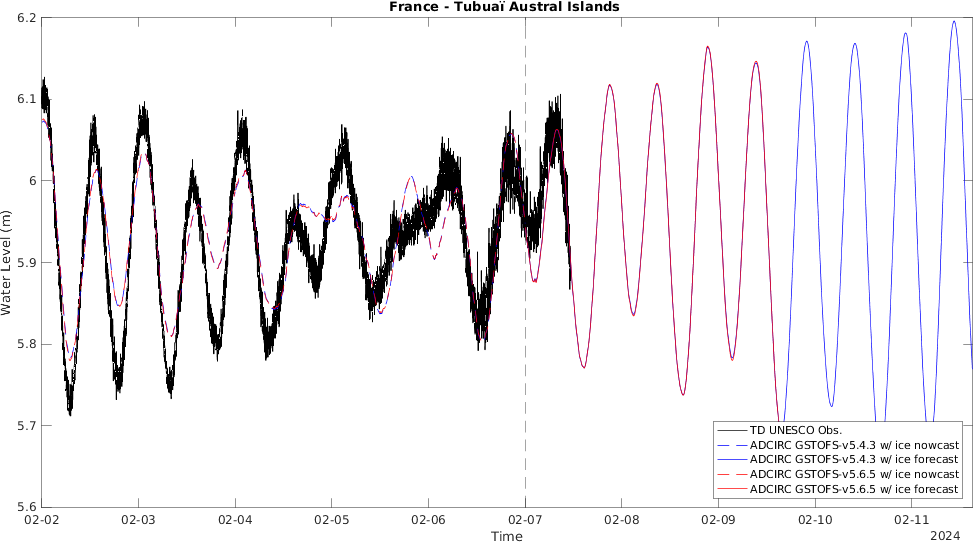 France - Tubuaï Austral Islands
6.2
6.1
6
5.9
5.8
5.7
5.6
Water Level (m)
TD UNESCO Obs.
ADCIRC GSTOFS-v5.4.3 w/ ice nowcast
ADCIRC GSTOFS-v5.4.3 w/ ice forecast
ADCIRC GSTOFS-v5.6.5 w/ ice nowcast
ADCIRC GSTOFS-v5.6.5 w/ ice forecast
02-02 02-03 02-04 02-05 02-06 02-07 02-08 02-09 02-10 02-11
Time
2024